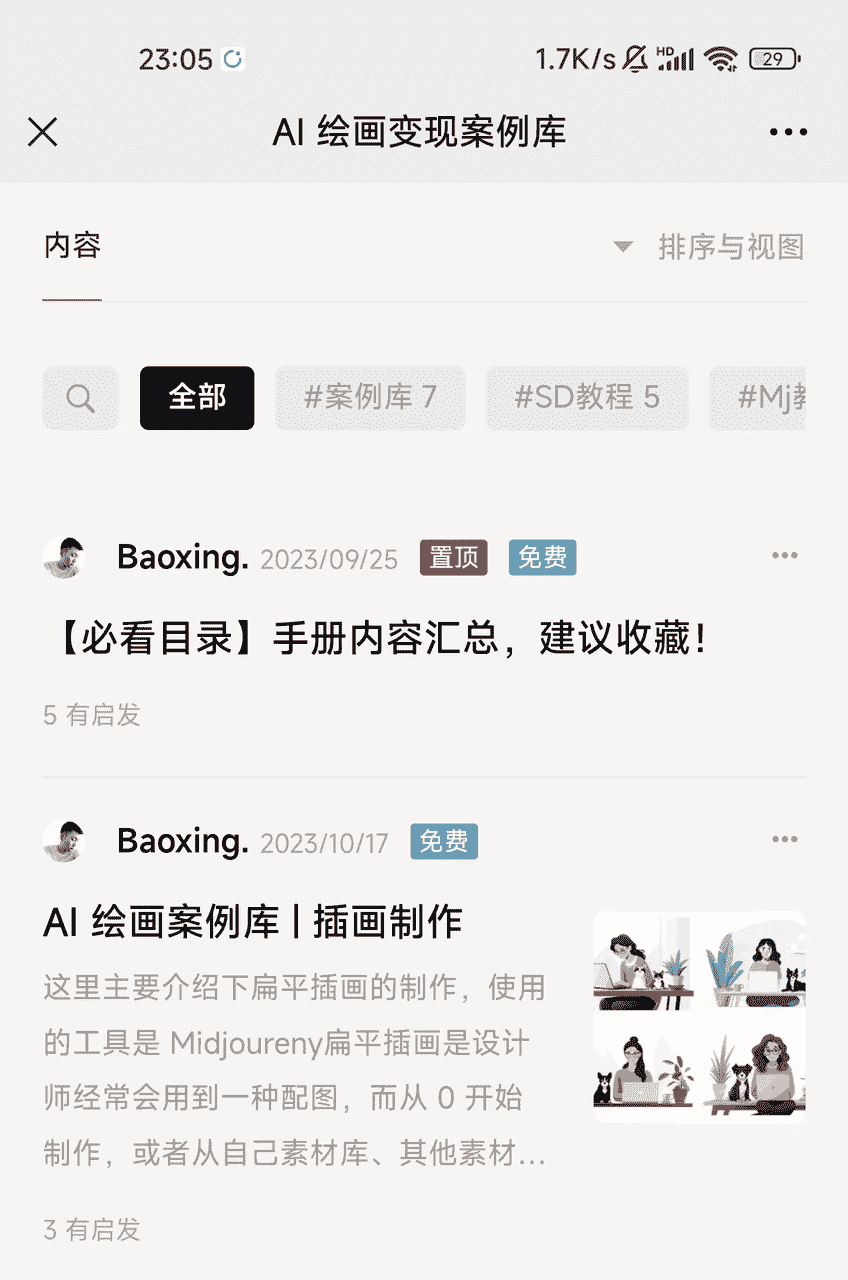 23:05 1.7K/s HD 29
AI 绘画变现案例库
内容 排序与视图
全部 #案例库 7 #SD教程 5 #Mj
Baoxing. 2023/09/25 置顶 免费
【必看目录】手册内容汇总，建议收藏！
5 有启发
Baoxing. 2023/10/17 免费
AI 绘画案例库 | 插画制作
这里主要介绍下扁平插画的制作，使用
的工具是 Midjoureny扁平插画是设计
师经常会用到一种配图，而从 0 开始
制作，或者从自己素材库、其他素材...
3 有启发